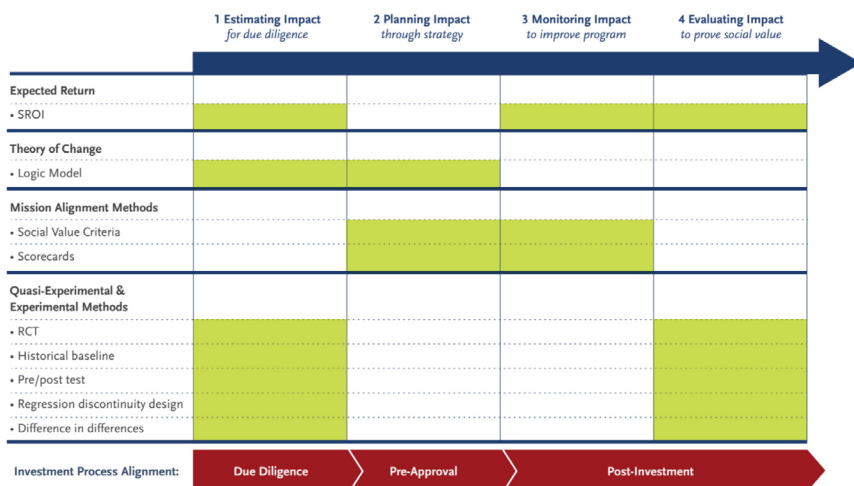 1 Estimating Impact
for due diligence
2 Planning Impact
through strategy
3 Monitoring Impact
to improve program
4 Evaluating Impact
to prove social value
Expected Return
• SROI
Theory of Change
• Logic Model
Mission Alignment Methods
• Social Value Criteria
• Scorecards
Quasi-Experimental &
Experimental Methods
• RCT
• Historical baseline
• Pre/post test
• Regression discontinuity design
• Difference in differences
Investment Process Alignment:
Due Diligence
Pre-Approval
Post-Investment